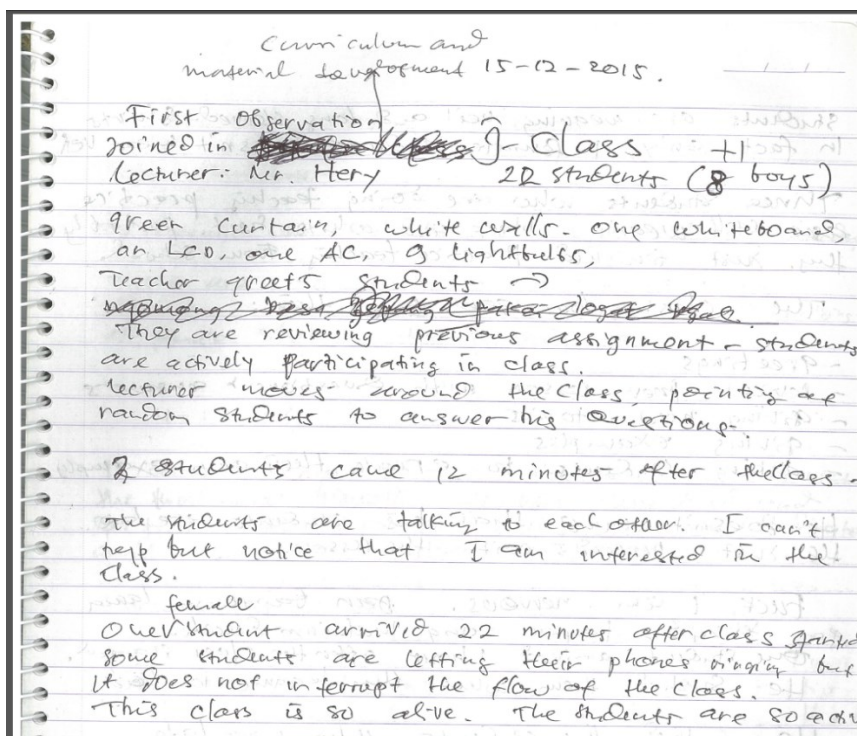 Curriculum and
material development 15-12-2015.
First Observation
Joined in J-Class +1
Lecturer: Mr. Hery 22 students (8 boys)
green curtain, white walls. one whiteboard,
an LCD, one AC, 9 lightbulbs,
Teacher greets students →
They are reviewing previous assignment - students
are actively participating in class.
lecturer moves around the class, pointing at
random students to answer his questions.
2 students came 12 minutes after the class.
The students are talking to each other. I can't
help but notice that I am interested in the
class.
female
One student arrived 22 minutes after class started
some students are letting their phones ringing but
it does not interrupt the flow of the class.
This class is so alive. The students are so